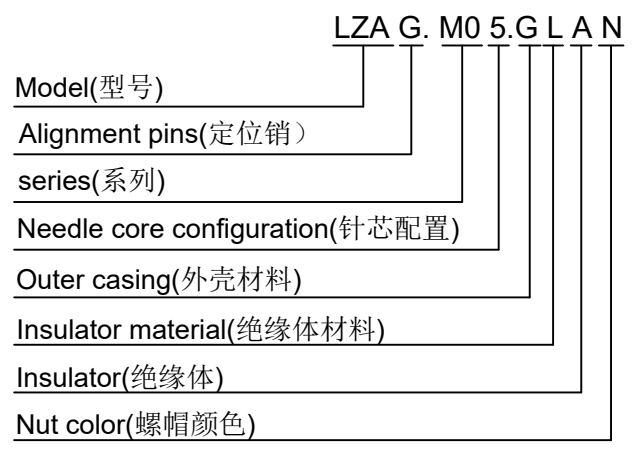 LZA G. M0 5.G L A N
Model(型号)
Alignment pins(定位销）
series(系列)
Needle core configuration(针芯配置)
Outer casing(外壳材料)
Insulator material(绝缘体材料)
Insulator(绝缘体)
Nut color(螺帽颜色)